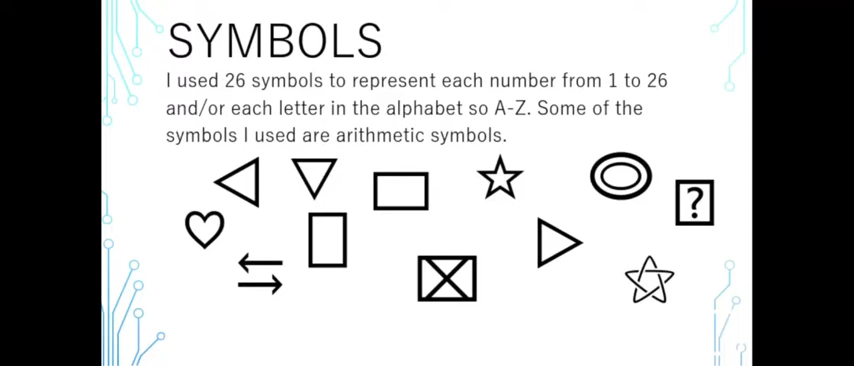 SYMBOLS
I used 26 symbols to represent each number from 1 to 26
and/or each letter in the alphabet so A-Z. Some of the
symbols I used are arithmetic symbols.
?